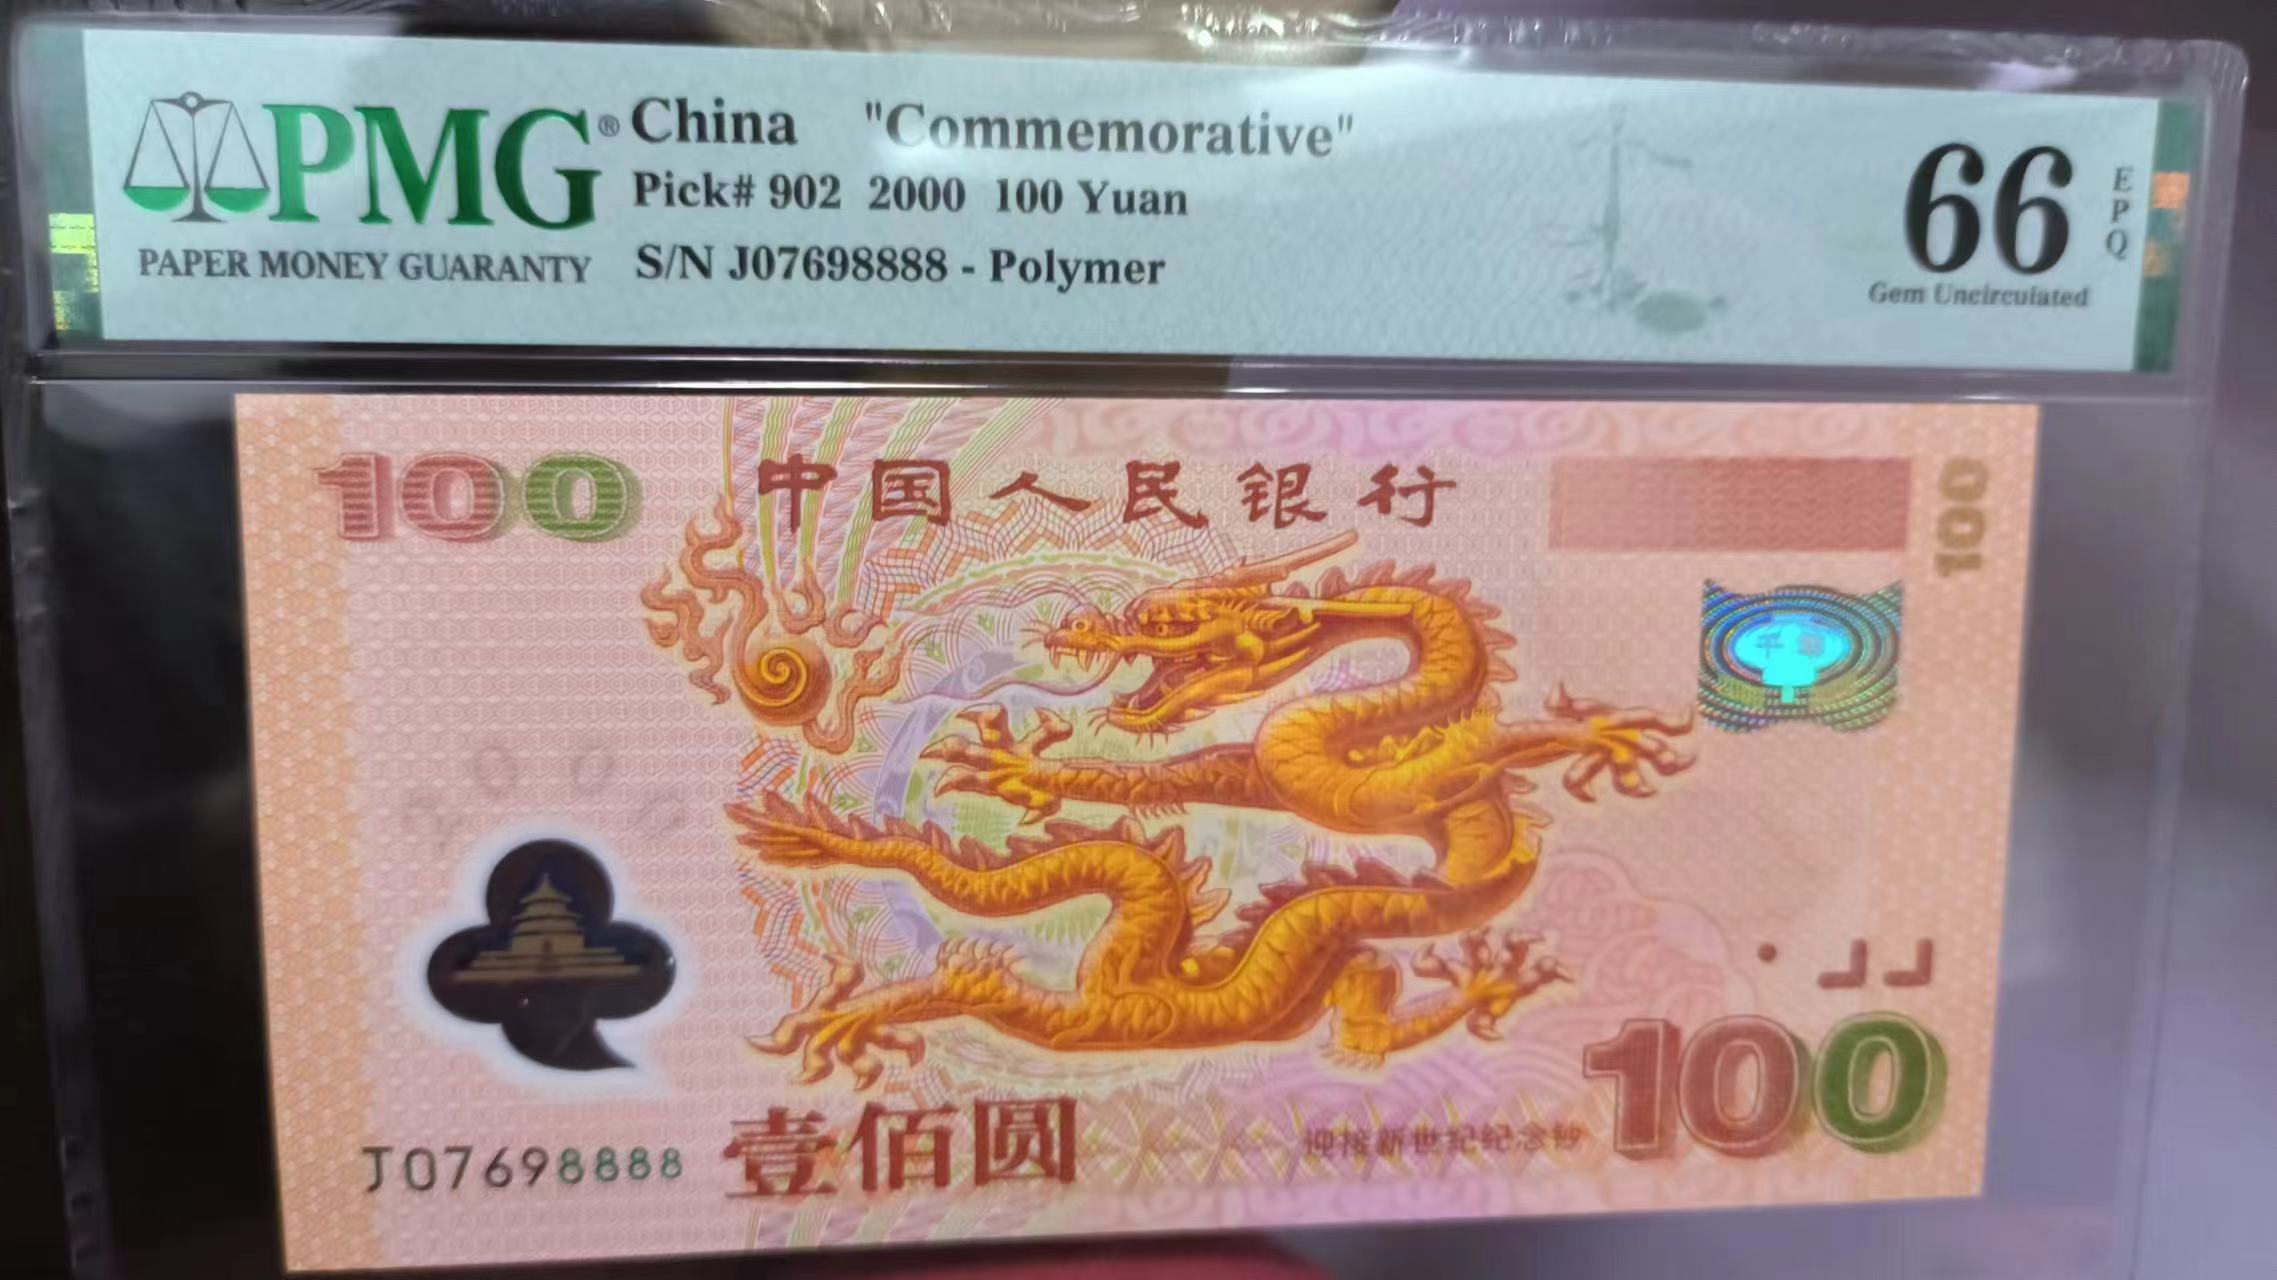 PMG® China "Commemorative"
Pick# 902 2000 100 Yuan
PAPER MONEY GUARANTY
S/N J07698888 - Polymer
66
EPQ
Gem Uncirculated
100
中国人民银行
100
J07698888
壹佰圆
迎接新世纪纪念钞
100